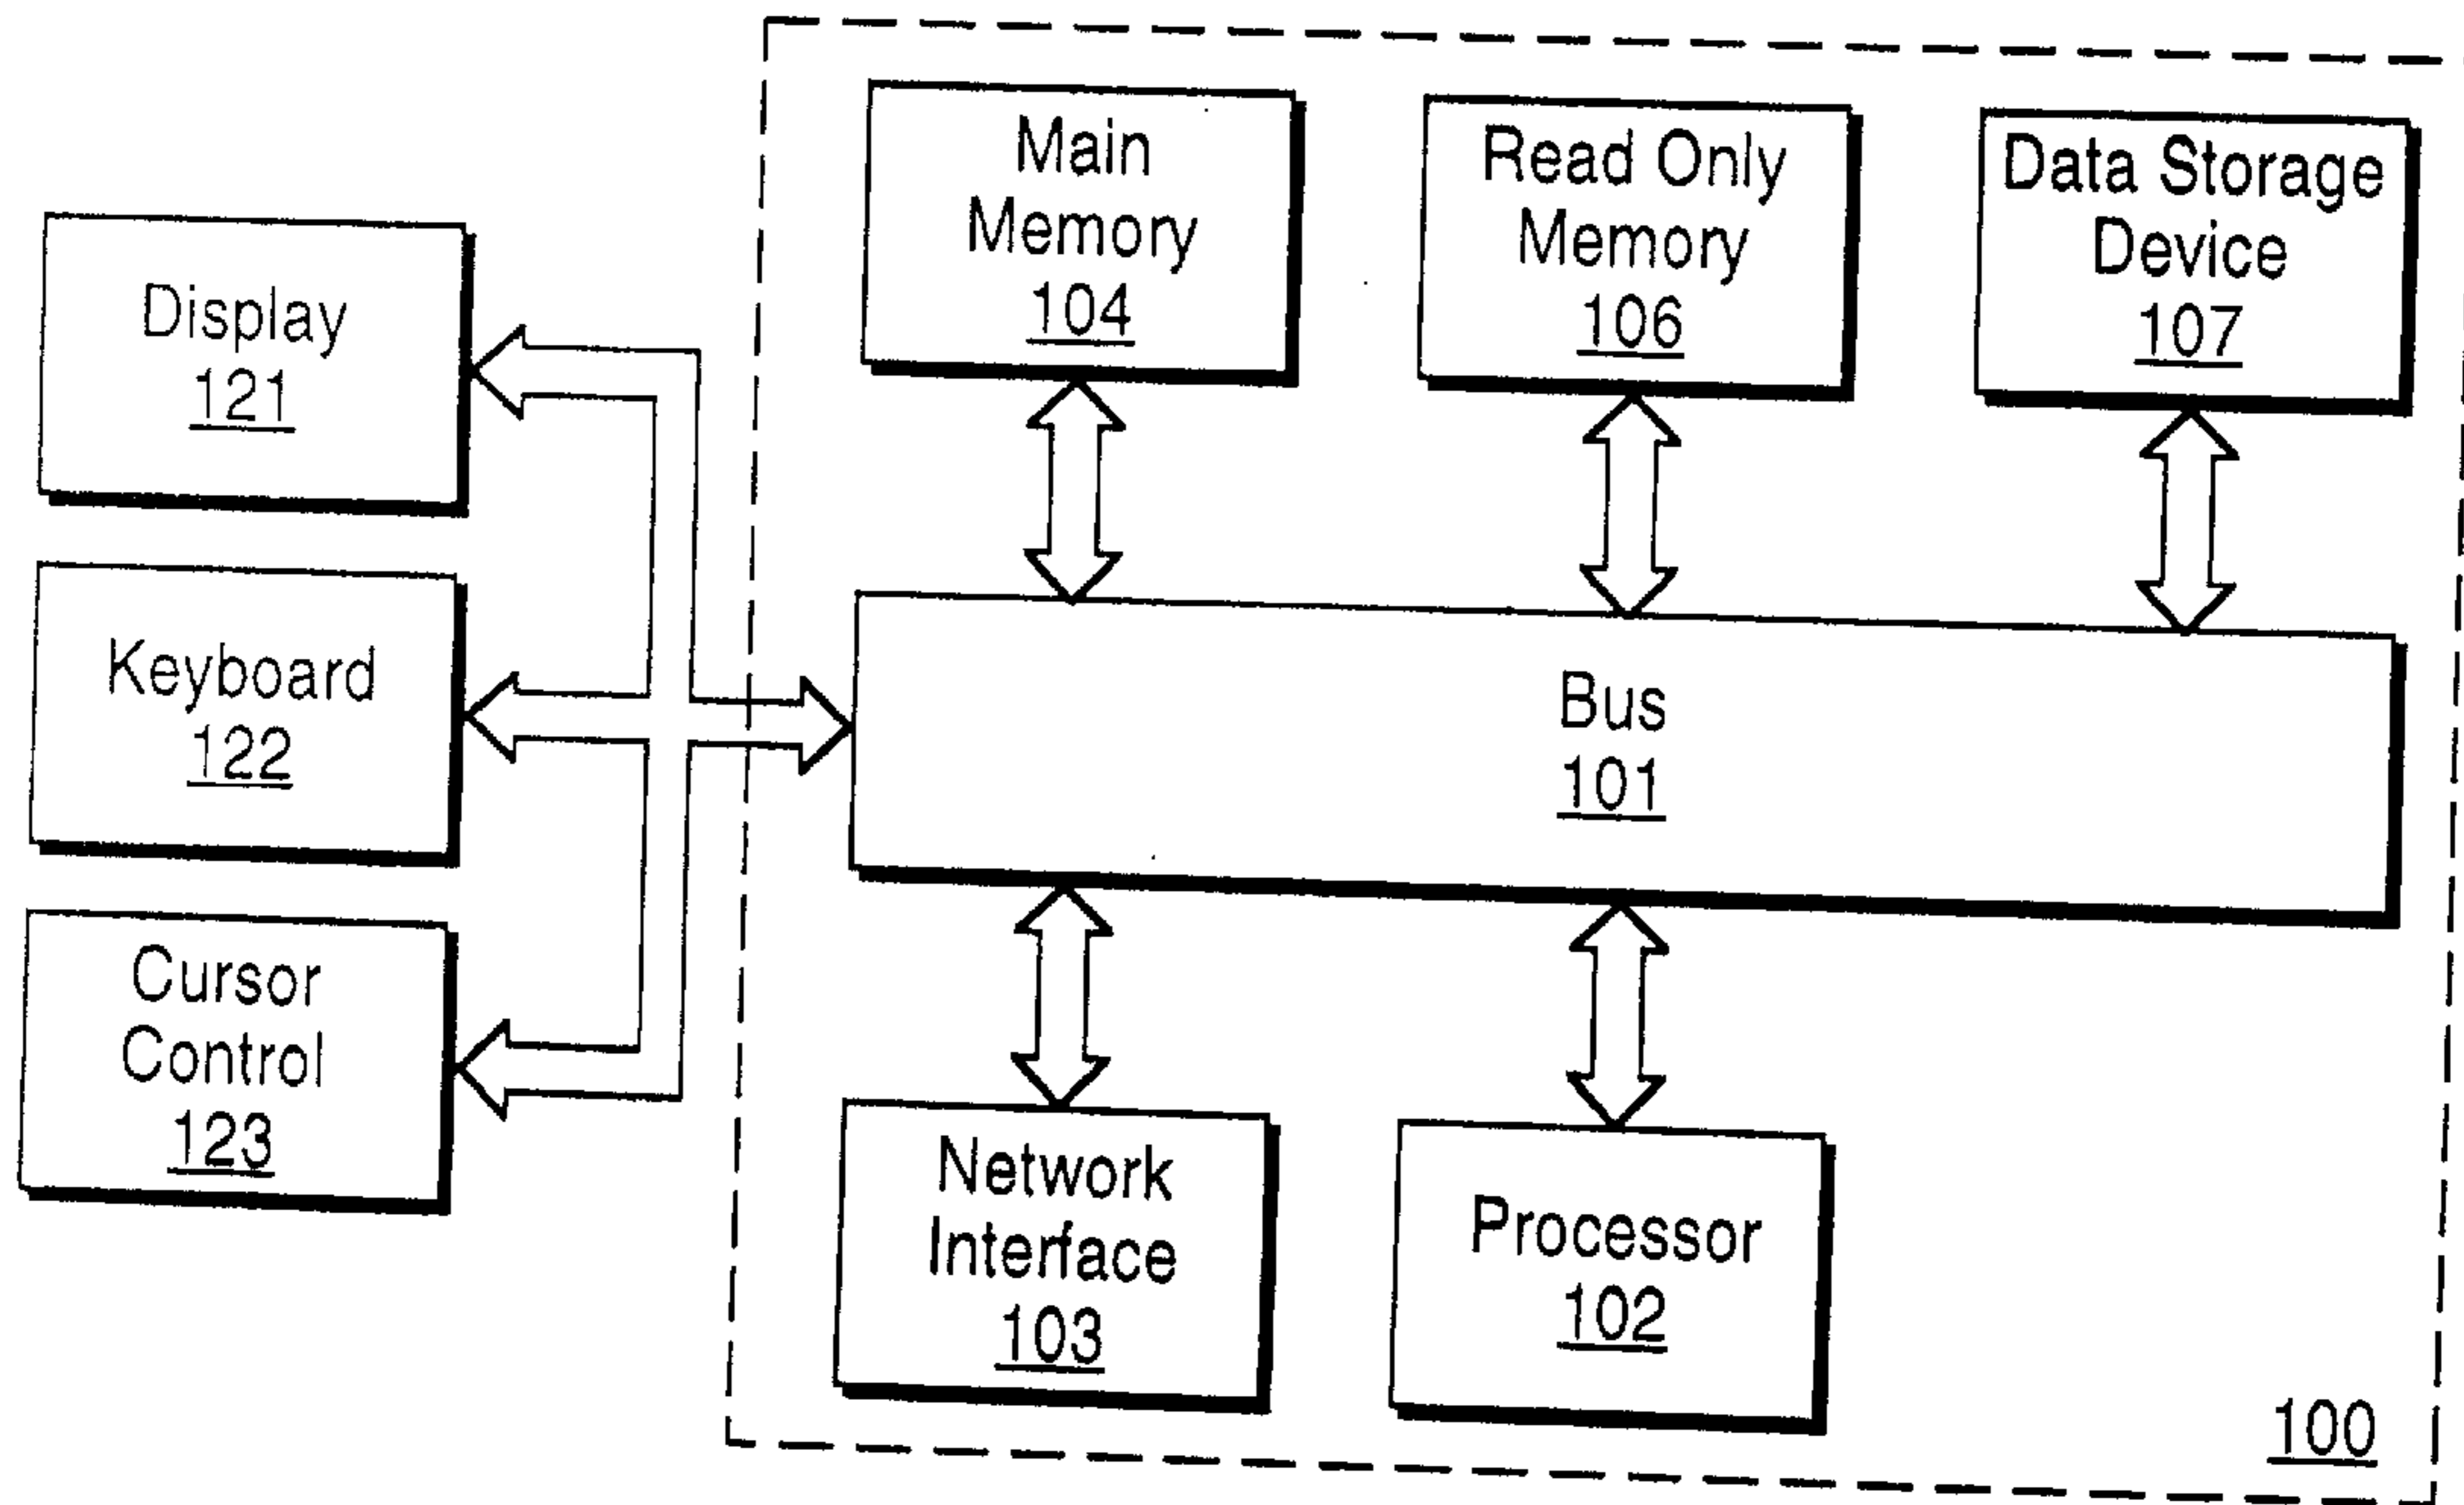 Main
Memory
104
Read Only
Memory
106
Data Storage
Device
107
Display
121
Keyboard
122
Bus
101
Cursor
Control
123
Network
Interface
103
Processor
102
100